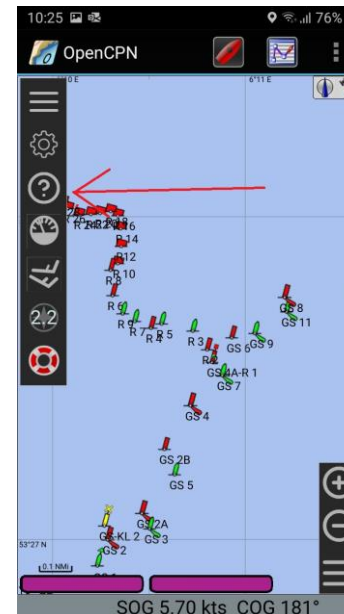 10:25 76%
OpenCPN
6°11 E
R 16
R 14
R12
R 10
R 8
R 6
R 9
R 7
R 4
R 5
R 3
R 2
GS 6
GS 9
GS 8
GS 11
GS 4A-R 1
GS 7
2,2
GS 4
GS 2B
GS 5
GS 2A
GS-KL 2
GS 3
GS 2
53°27 N
0.1 NMi
SOG 5.70 kts COG 181°